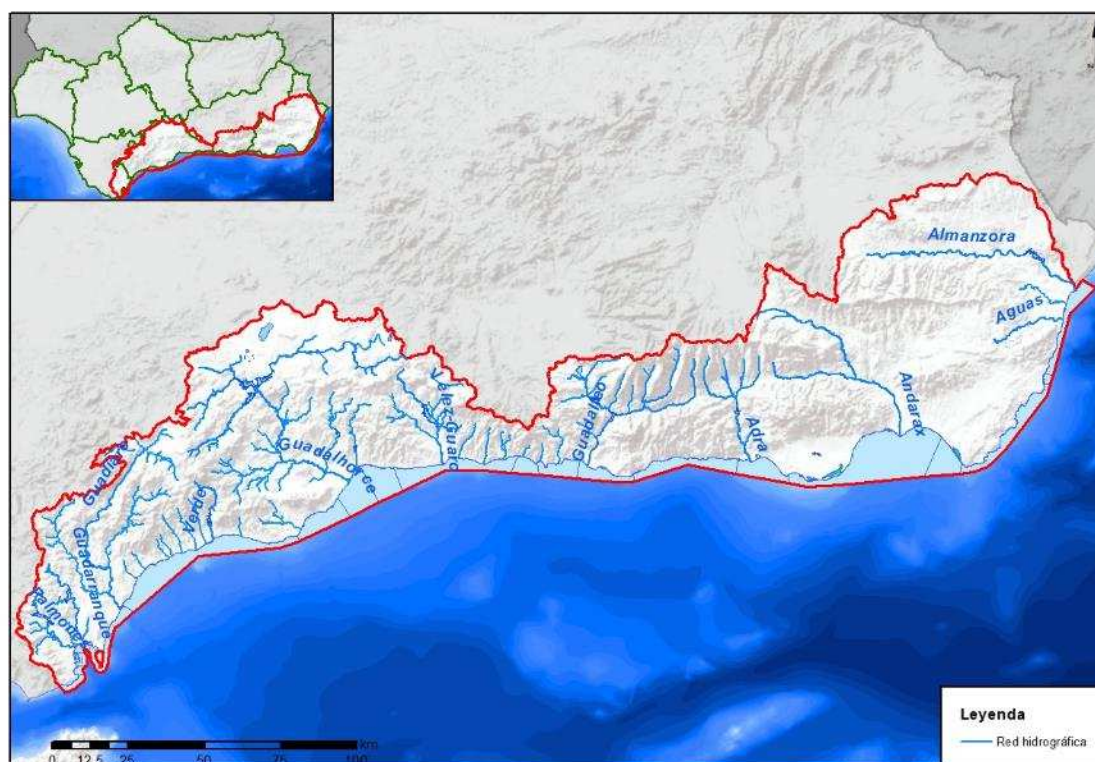 N
Almanzora
Aguas
Vélez Guaro
Guadalfeo
Andarax
Adra
Guadiaro
Guadalhorce
Verde
Guadarranque
Palmones
km
0 12,5 25 50 75 100
Leyenda
Red hidrográfica